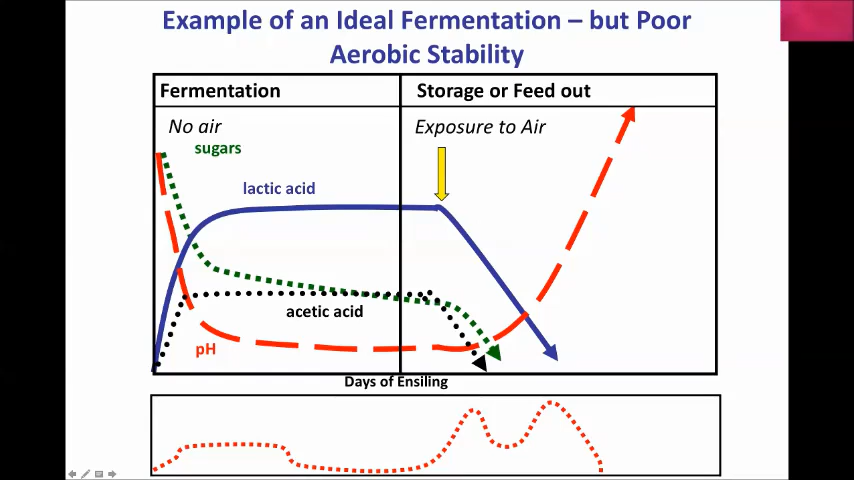 Example of an Ideal Fermentation – but Poor
Aerobic Stability
Fermentation
Storage or Feed out
No air
Exposure to Air
sugars
lactic acid
acetic acid
pH
Days of Ensiling